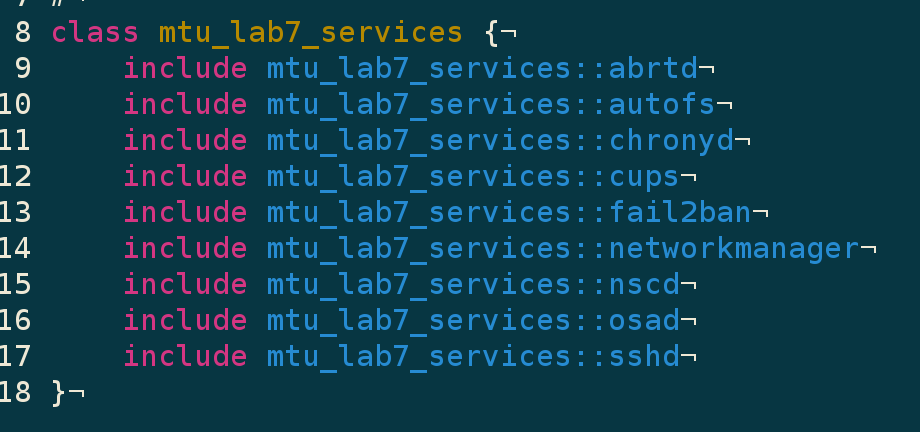 8 class mtu_lab7_services {¬
9 include mtu_lab7_services::abrtd¬
10 include mtu_lab7_services::autofs¬
11 include mtu_lab7_services::chronyd¬
12 include mtu_lab7_services::cups¬
13 include mtu_lab7_services::fail2ban¬
14 include mtu_lab7_services::networkmanager¬
15 include mtu_lab7_services::nscd¬
16 include mtu_lab7_services::osad¬
17 include mtu_lab7_services::sshd¬
18 }¬